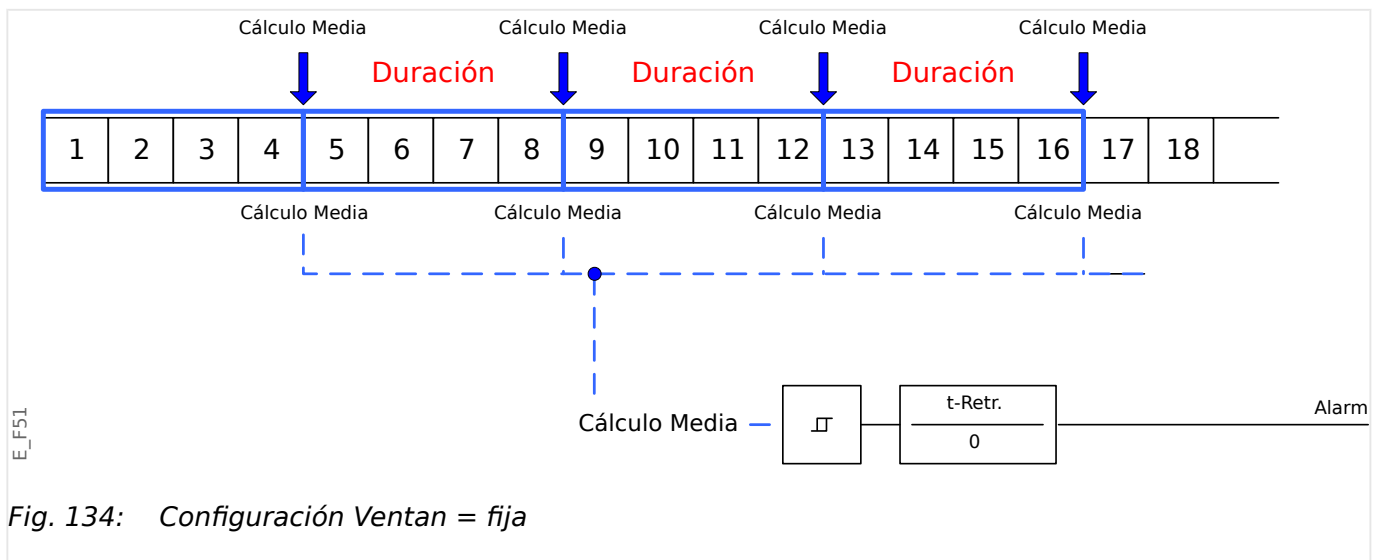 Cálculo Media Cálculo Media Cálculo Media Cálculo Media
Duración Duración Duración
1 2 3 4 5 6 7 8 9 10 11 12 13 14 15 16 17 18
Cálculo Media Cálculo Media Cálculo Media Cálculo Media
Cálculo Media
t-Retr.
0
Alarm
E_F51
Fig. 134: Configuración Ventan = fija